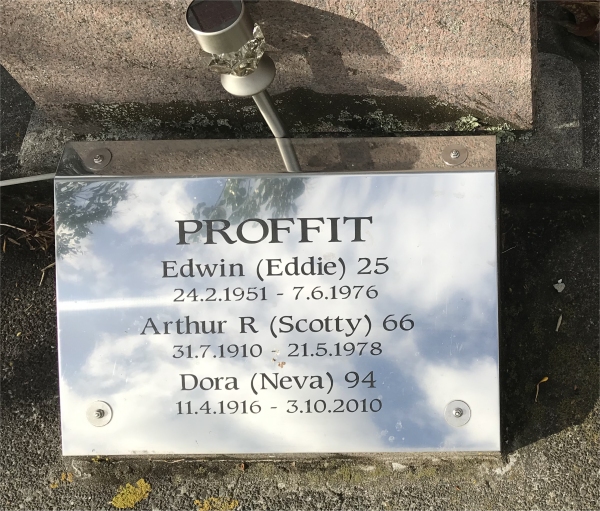 PROFFIT
Edwin (Eddie) 25
24.2.1951 - 7.6.1976
Arthur R (Scotty) 66
31.7.1910 - 21.5.1978
Dora (Neva) 94
11.4.1916 - 3.10.2010